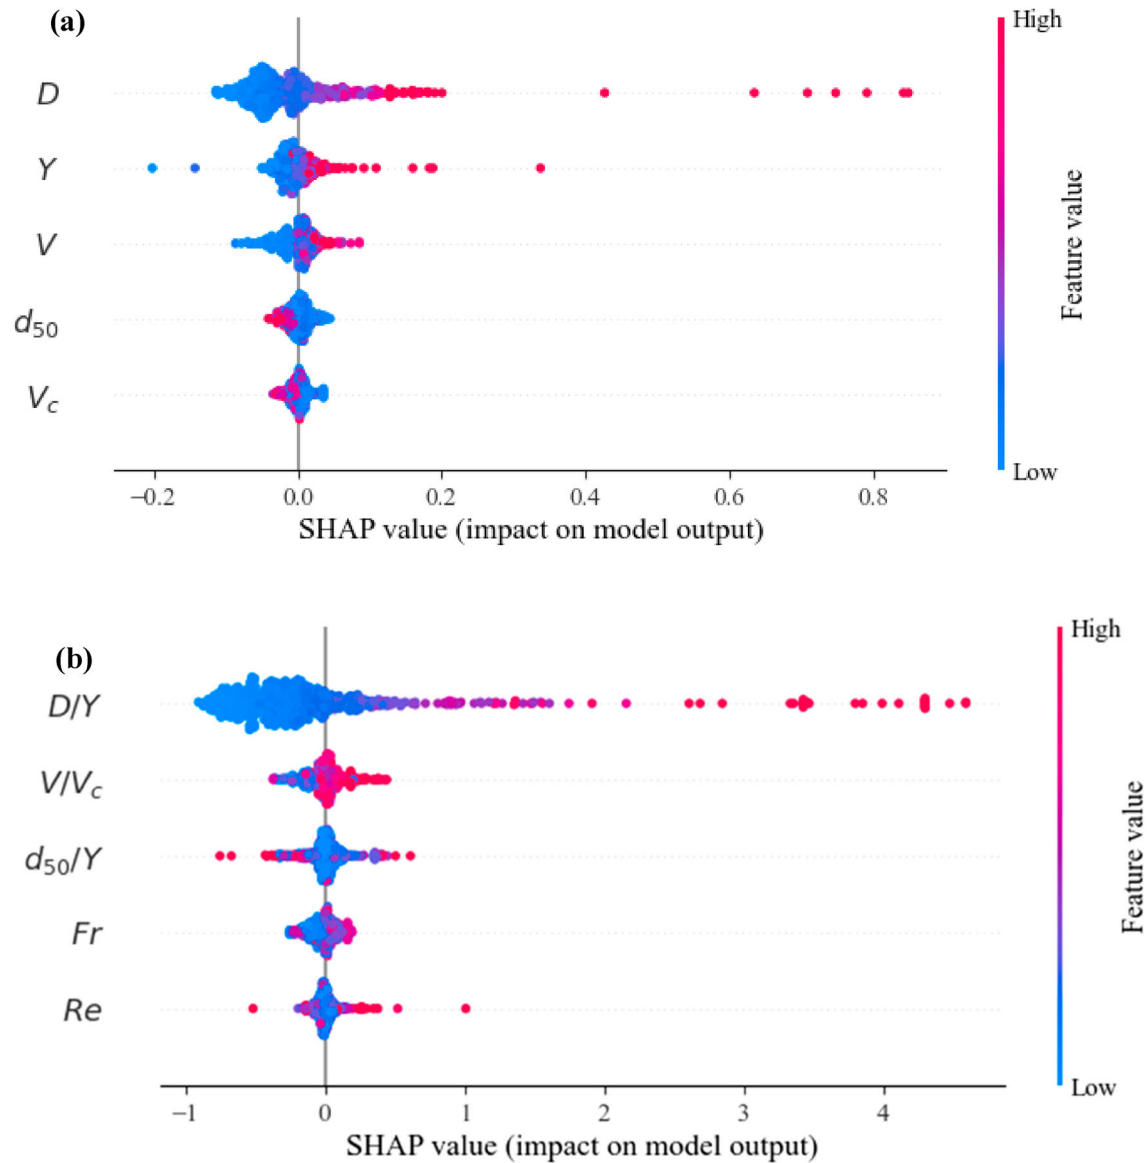 (a)
High
D
Y
V
d50
Vc
Feature value
Low
−0.2 0.0 0.2 0.4 0.6 0.8
SHAP value (impact on model output)
(b)
High
D/Y
V/Vc
d50/Y
Fr
Re
Feature value
Low
−1 0 1 2 3 4
SHAP value (impact on model output)